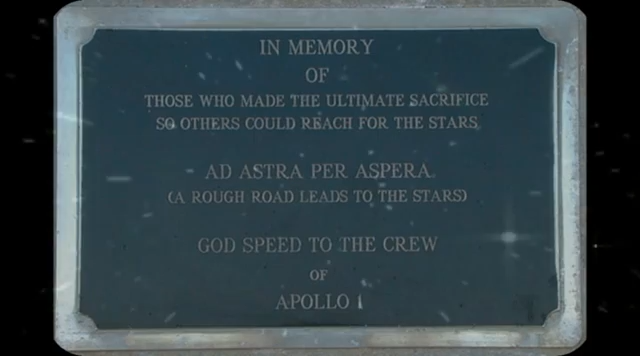 IN MEMORY
OF
THOSE WHO MADE THE ULTIMATE SACRIFICE
SO OTHERS COULD REACH FOR THE STARS
AD ASTRA PER ASPERA
(A ROUGH ROAD LEADS TO THE STARS)
GOD SPEED TO THE CREW
OF
APOLLO 1